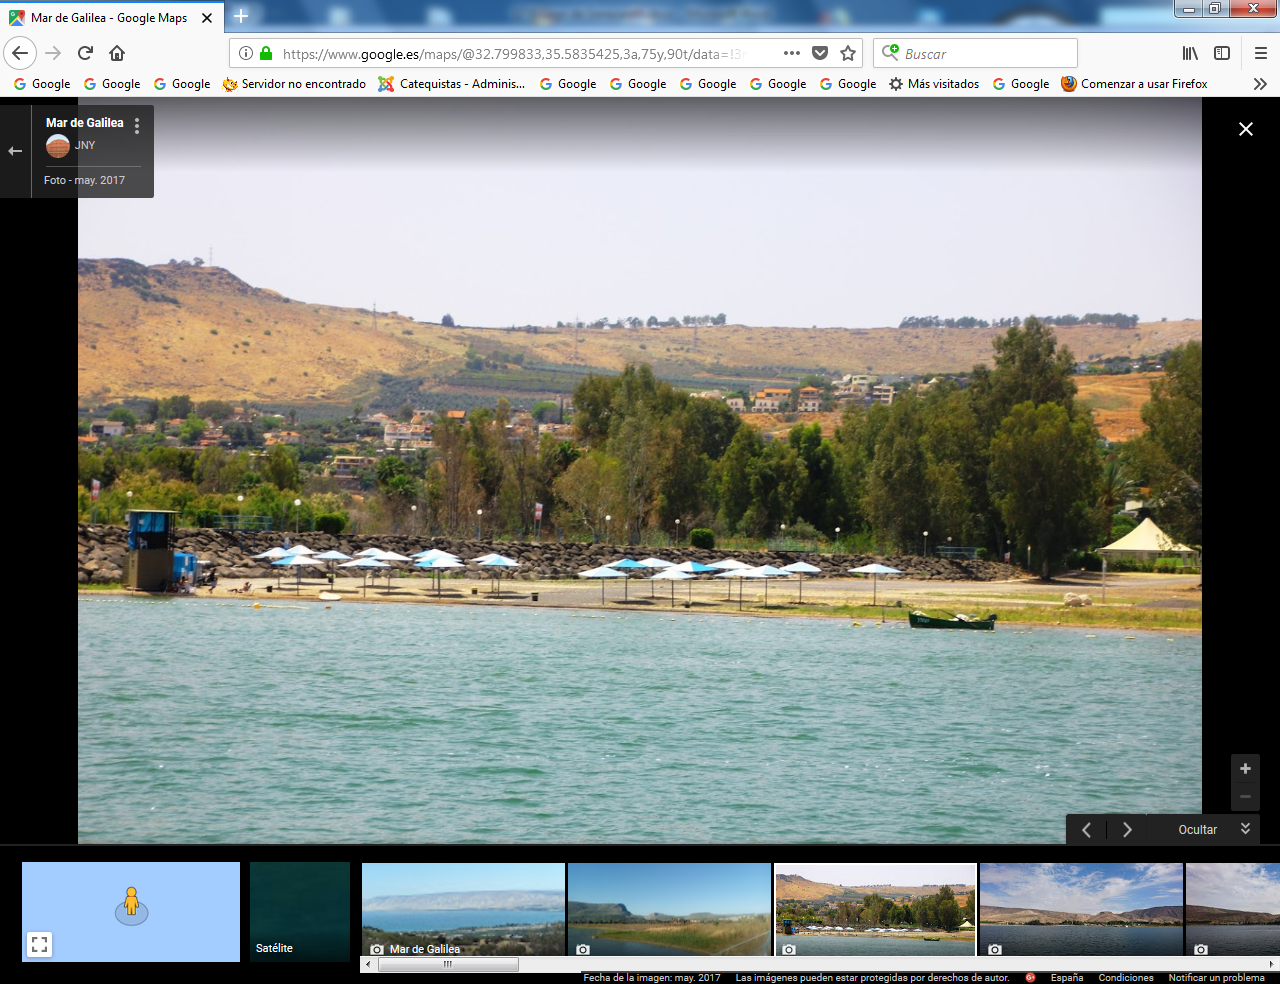 Mar de Galilea - Google Maps
https://www.google.es/maps/@32.799833,35.5835425,3a,75y,90t/data=!3
Buscar
Google
Google
Google
Servidor no encontrado
Catequistas - Adminis...
Google
Google
Google
Google
Google
Más visitados
Google
Comenzar a usar Firefox
Mar de Galilea
JNY
Foto - may. 2017
Ocultar
Satélite
Mar de Galilea
Fecha de la imagen: may. 2017
Las imágenes pueden estar protegidas por derechos de autor.
España
Condiciones
Notificar un problema